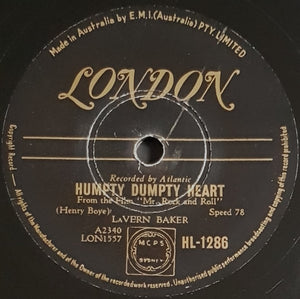 Made in Australia by E.M.I. (Australia) PTY. LIMITED
LONDON
Recorded by Atlantic
HUMPTY DUMPTY HEART
From the Film "Mr. Rock and Roll"
(Henry Boye)
Speed 78
LaVERN BAKER
A2340
LON1557
MCPS
SYDNEY
HL-1286
Copyright Record
All Rights of the Manufacturer and of the Owner of the recorded work reserved. Unauthorised public performance, broadcasting and copying of this record prohibited